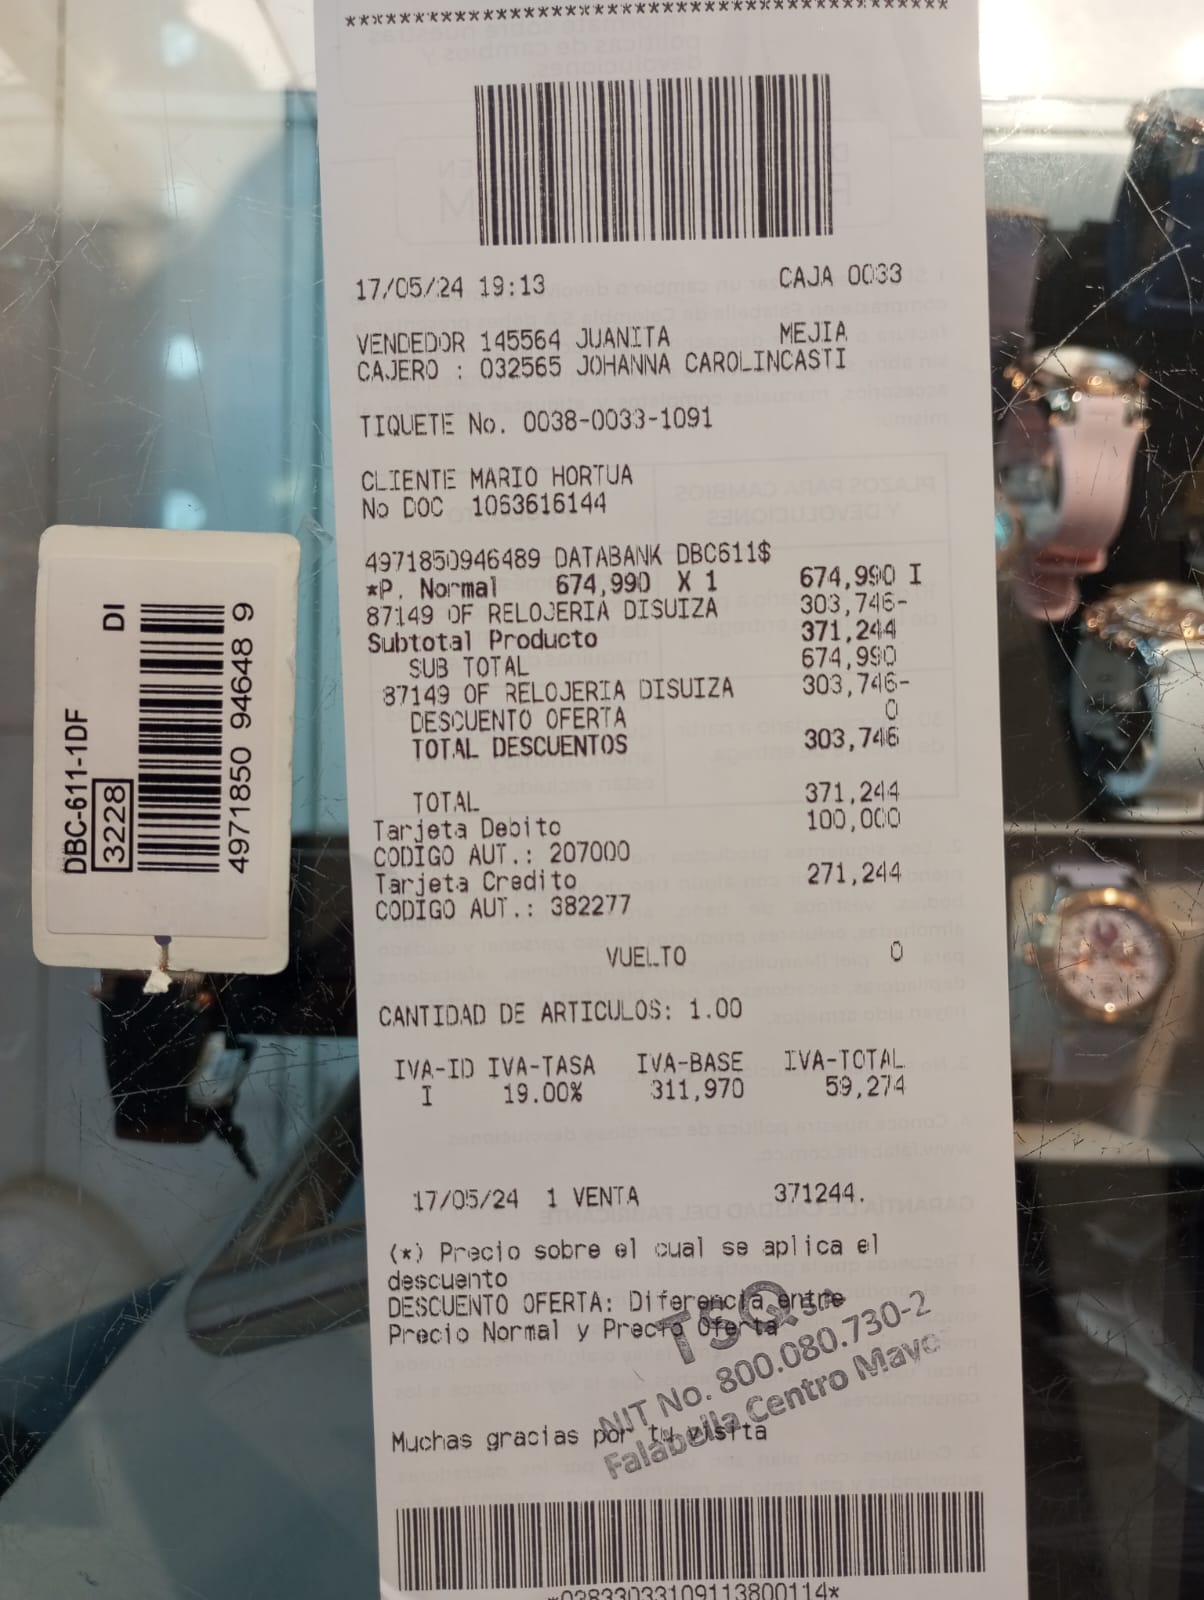 ****************************************
17/05/24 19:13 CAJA 0033
VENDEDOR 145564 JUANITA MEJIA
CAJERO : 032565 JOHANNA CAROLINCASTI
TIQUETE No. 0038-0033-1091
CLIENTE MARIO HORTUA
No DOC 1053616144
4971850946489 DATABANK DBC611$
*P. Normal 674,990 X 1 674,990 I
87149 OF RELOJERIA DISUIZA 303,746-
Subtotal Producto 371,244
SUB TOTAL 674,990
87149 OF RELOJERIA DISUIZA 303,746-
DESCUENTO OFERTA 0
TOTAL DESCUENTOS 303,746
TOTAL 371,244
Tarjeta Debito 100,000
CODIGO AUT.: 207000
Tarjeta Credito 271,244
CODIGO AUT.: 382277
VUELTO 0
CANTIDAD DE ARTICULOS: 1.00
IVA-ID IVA-TASA IVA-BASE IVA-TOTAL
I 19.00% 311,970 59,274
17/05/24 1 VENTA 371244.
(*) Precio sobre el cual se aplica el
descuento
DESCUENTO OFERTA: Diferencia entre
Precio Normal y Precio Oferta
TSQ
NIT No. 800.080.730-2
Falabella Centro Mayo
Muchas gracias por tu visita
*03833033109113800114*
DBC-611-1DF DI
3228
4971850 94648 9